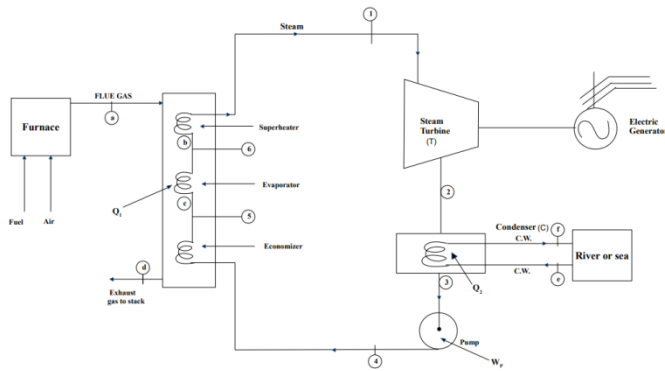 1
Steam
FLUE GAS
a
Furnace
b
Superheater
6
Steam
Turbine
(T)
Electric
Generator
Evaporator
c
Q₁
5
Fuel
Air
2
Economizer
Condenser (C)
f
C.W.
River or sea
C.W.
e
d
Exhaust
gas to stack
3
Q₂
Pump
4
Wₚ